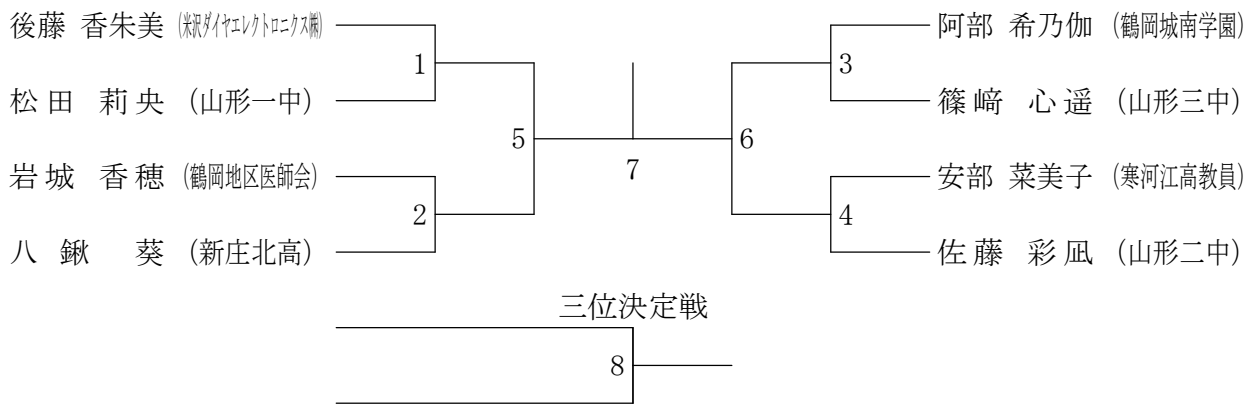 後藤 香朱美 (米沢ダイヤエレクトロニクス㈱)
1
松田 莉央 (山形一中)
5
岩城 香穂 (鶴岡地区医師会)
2
八鍬 葵 (新庄北高)
7
阿部 希乃伽 (鶴岡城南学園)
3
篠﨑 心遥 (山形三中)
6
安部 菜美子 (寒河江高教員)
4
佐藤 彩凪 (山形二中)
三位決定戦
8